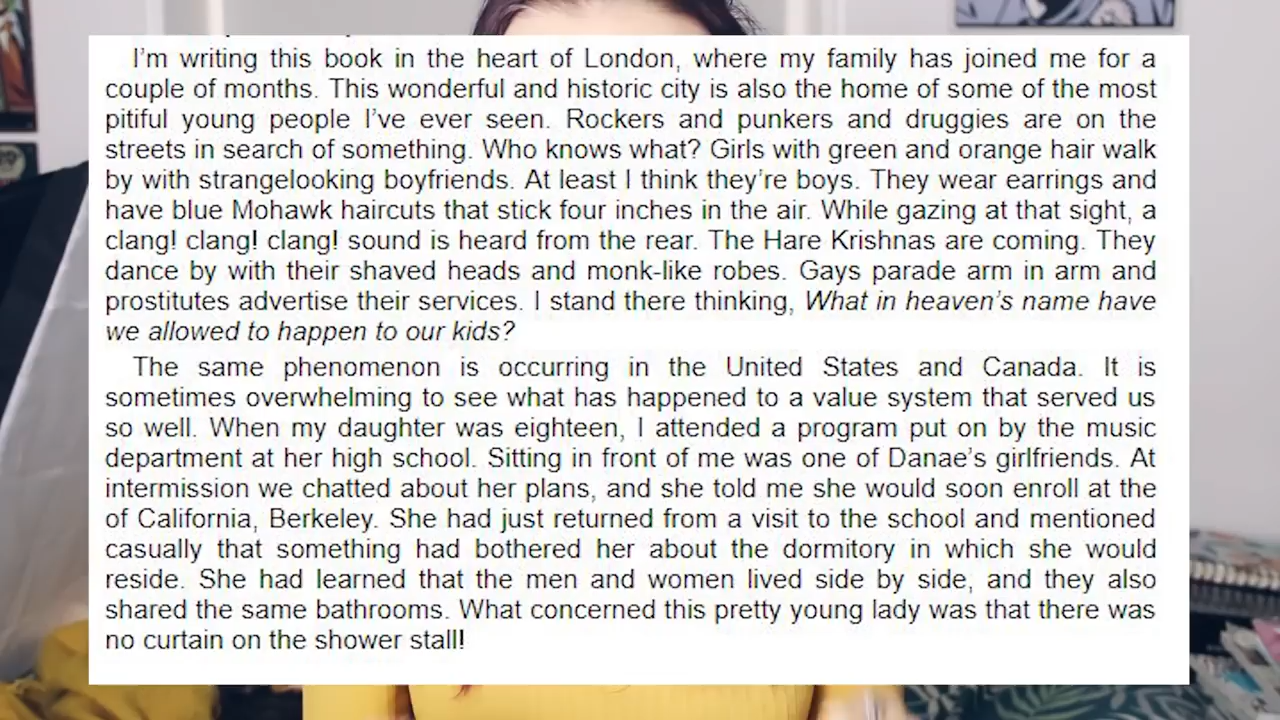 I'm writing this book in the heart of London, where my family has joined me for a
couple of months. This wonderful and historic city is also the home of some of the most
pitiful young people I've ever seen. Rockers and punkers and druggies are on the
streets in search of something. Who knows what? Girls with green and orange hair walk
by with strangelooking boyfriends. At least I think they're boys. They wear earrings and
have blue Mohawk haircuts that stick four inches in the air. While gazing at that sight, a
clang! clang! clang! sound is heard from the rear. The Hare Krishnas are coming. They
dance by with their shaved heads and monk-like robes. Gays parade arm in arm and
prostitutes advertise their services. I stand there thinking, What in heaven's name have
we allowed to happen to our kids?
The same phenomenon is occurring in the United States and Canada. It is
sometimes overwhelming to see what has happened to a value system that served us
so well. When my daughter was eighteen, I attended a program put on by the music
department at her high school. Sitting in front of me was one of Danae's girlfriends. At
intermission we chatted about her plans, and she told me she would soon enroll at the
of California, Berkeley. She had just returned from a visit to the school and mentioned
casually that something had bothered her about the dormitory in which she would
reside. She had learned that the men and women lived side by side, and they also
shared the same bathrooms. What concerned this pretty young lady was that there was
no curtain on the shower stall!